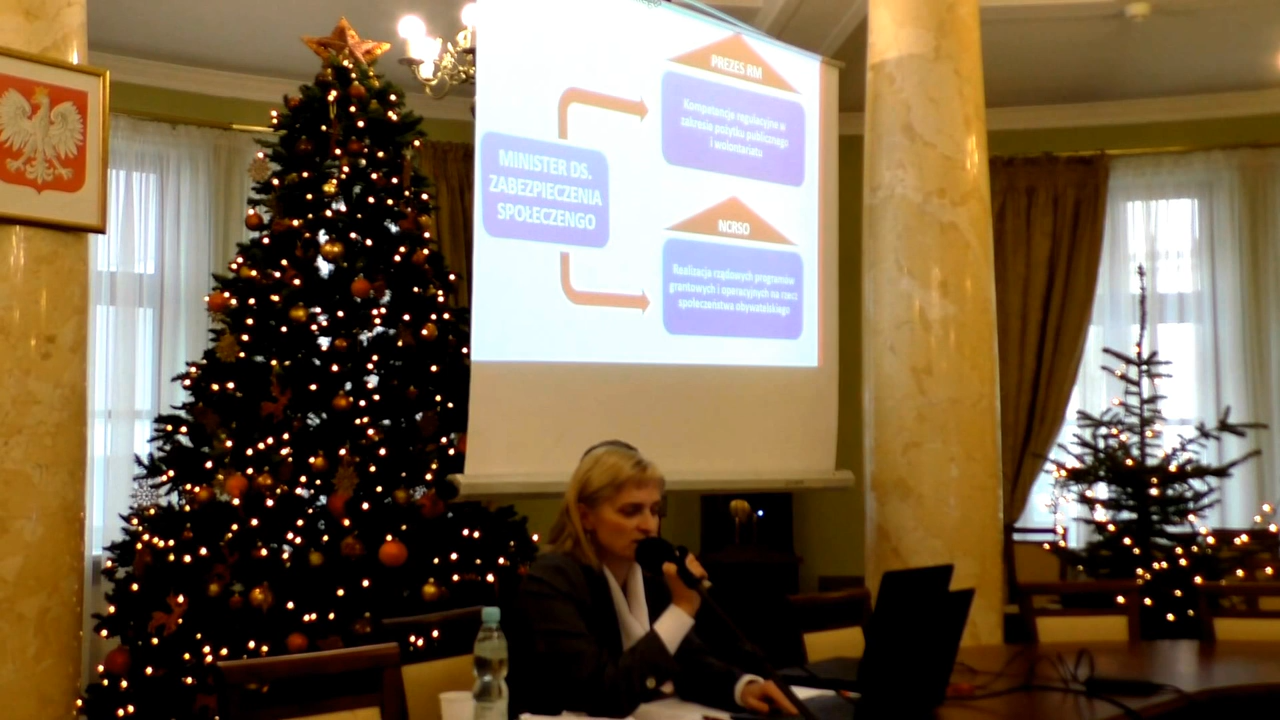 MINISTER DS.
ZABEZPIECZENIA
SPOŁECZENGO
PREZES RM
Kompetencje regulacyjne w
zakresie pożytku publicznego
i wolontariatu
NCRSO
Realizacja rządowych programów
grantowych i operacyjnych na rzecz
społeczeństwa obywatelskiego